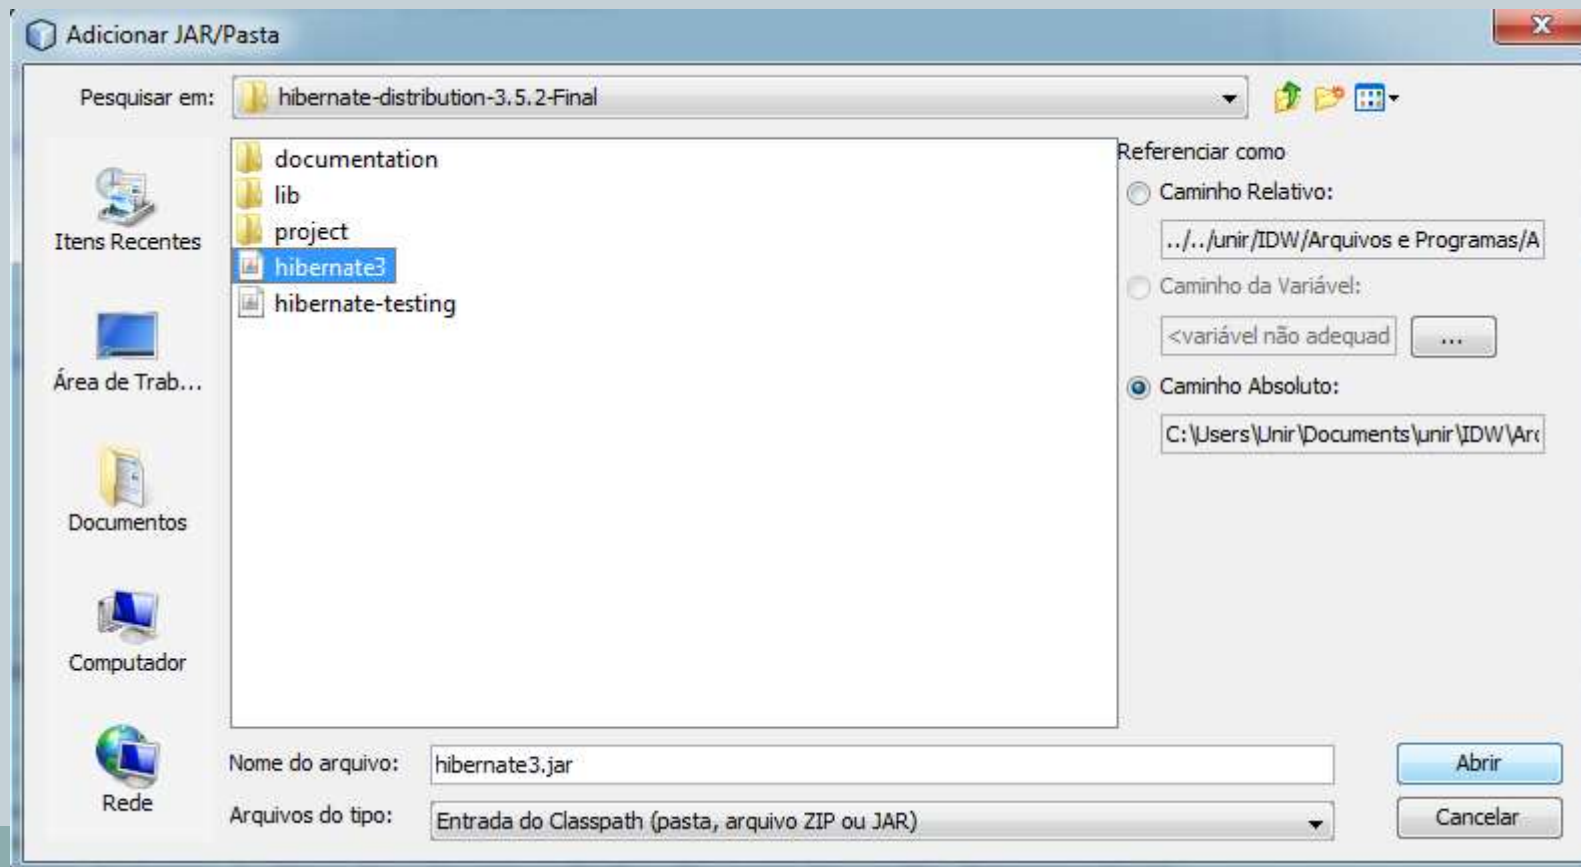 Adicionar JAR/Pasta
Pesquisar em:
hibernate-distribution-3.5.2-Final
Itens Recentes
Área de Trab...
Documentos
Computador
Rede
documentation
lib
project
hibernate3
hibernate-testing
Referenciar como
Caminho Relativo:
../../unir/IDW/Arquivos e Programas/A
Caminho da Variável:
<variável não adequad
...
Caminho Absoluto:
C:\Users\Unir\Documents\unir\IDW\Arc
Nome do arquivo:
hibernate3.jar
Abrir
Arquivos do tipo:
Entrada do Classpath (pasta, arquivo ZIP ou JAR)
Cancelar